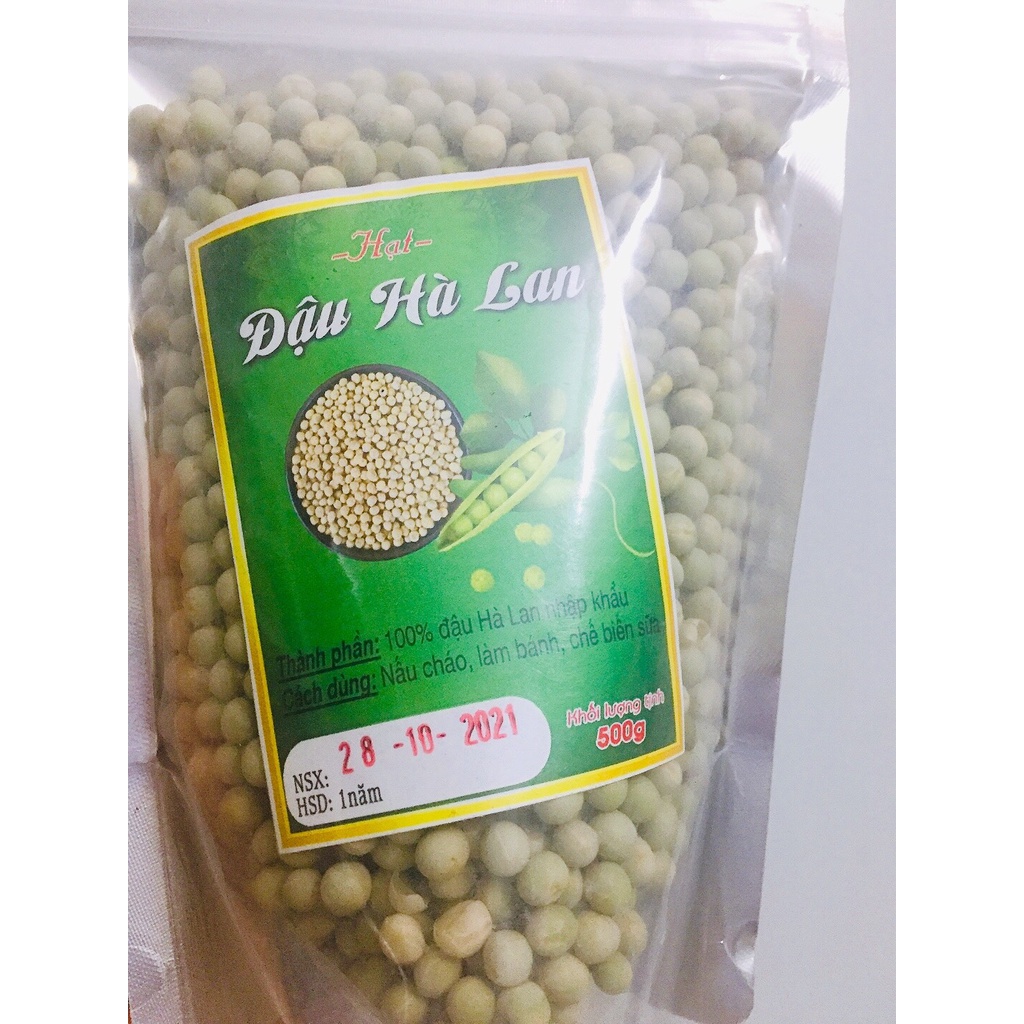 -Hạt-
Đậu Hà Lan
Thành phần: 100% đậu Hà Lan nhập khẩu
Cách dùng: Nấu cháo, làm bánh, chế biến sữa
Khối lượng tịnh
500g
NSX: 28 -10- 2021
HSD: 1năm